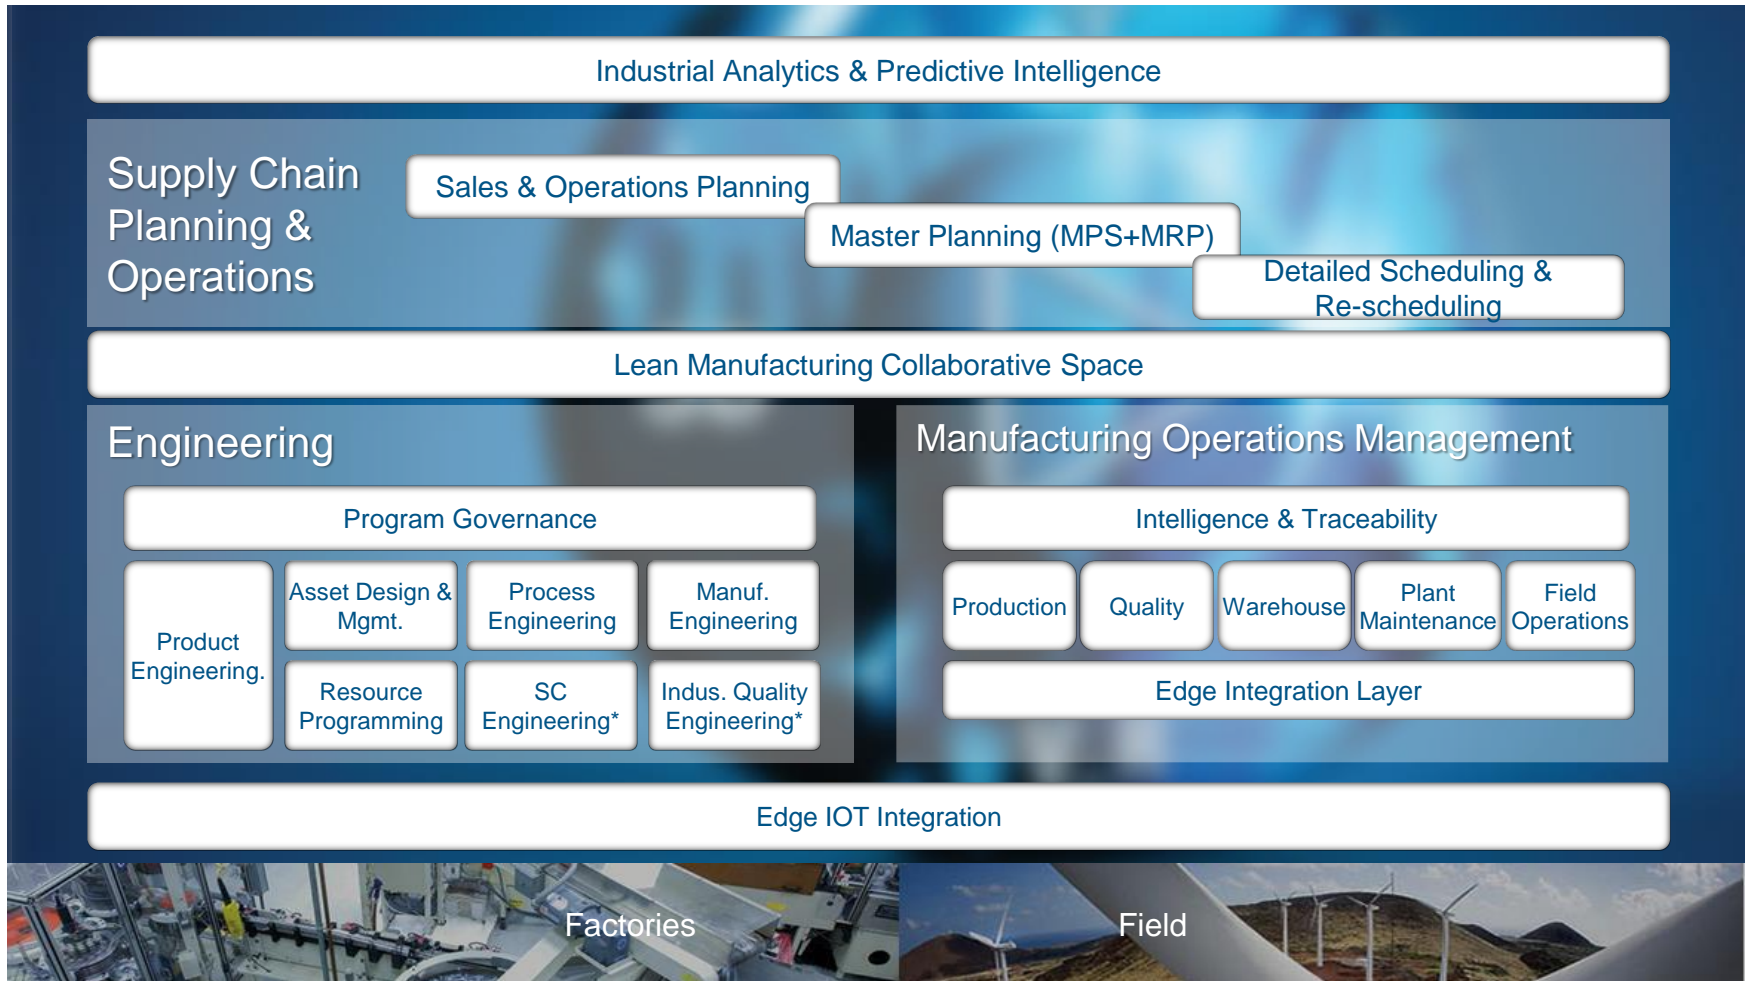 Industrial Analytics & Predictive Intelligence
Supply Chain
Planning &
Operations
Sales & Operations Planning
Master Planning (MPS+MRP)
Detailed Scheduling &
Re-scheduling
Lean Manufacturing Collaborative Space
Engineering
Program Governance
Product
Engineering.
Asset Design &
Mgmt.
Process
Engineering
Manuf.
Engineering
Resource
Programming
SC
Engineering*
Indus. Quality
Engineering*
Manufacturing Operations Management
Intelligence & Traceability
Production
Quality
Warehouse
Plant
Maintenance
Field
Operations
Edge Integration Layer
Edge IOT Integration
Factories
Field